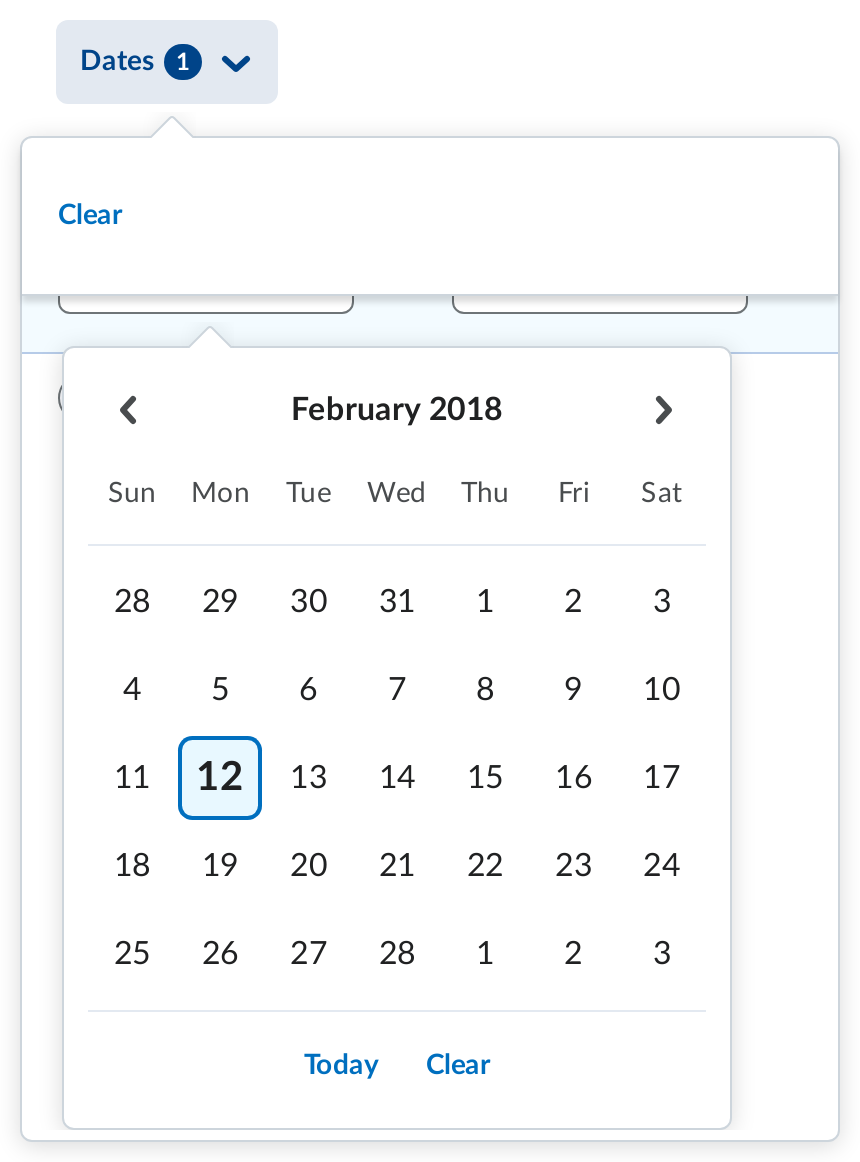 Dates 1
Clear
February 2018
Sun Mon Tue Wed Thu Fri Sat
28 29 30 31 1 2 3
4 5 6 7 8 9 10
11 12 13 14 15 16 17
18 19 20 21 22 23 24
25 26 27 28 1 2 3
Today Clear